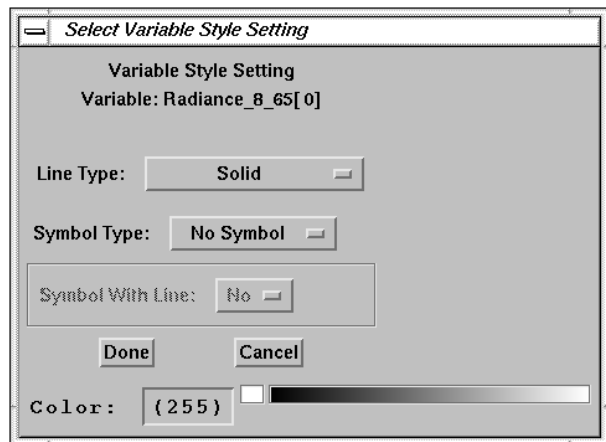 Select Variable Style Setting
Variable Style Setting
Variable: Radiance_8_65[ 0]
Line Type: Solid
Symbol Type: No Symbol
Symbol With Line: No
Done Cancel
Color: (255)